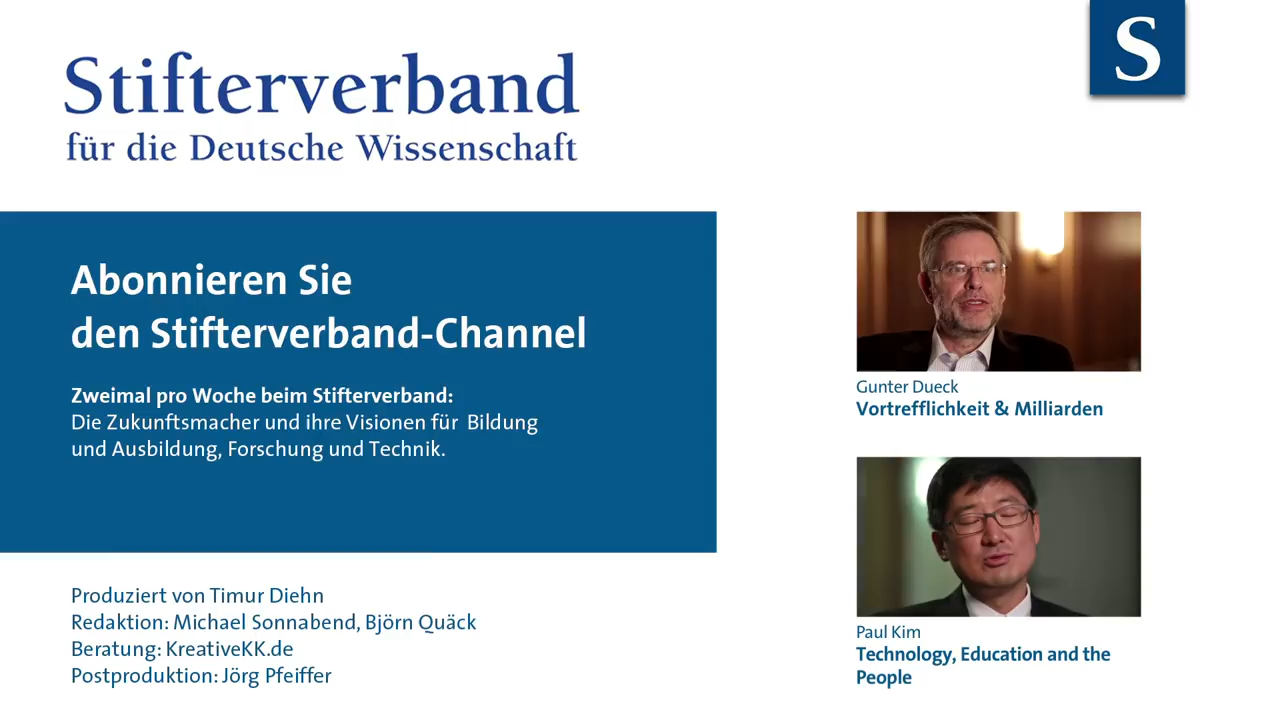 Stifterverband
für die Deutsche Wissenschaft
S
Abonnieren Sie
den Stifterverband-Channel
Zweimal pro Woche beim Stifterverband:
Die Zukunftsmacher und ihre Visionen für Bildung
und Ausbildung, Forschung und Technik.
Produziert von Timur Diehn
Redaktion: Michael Sonnabend, Björn Quäck
Beratung: KreativeKK.de
Postproduktion: Jörg Pfeiffer
Gunter Dueck
Vortrefflichkeit & Milliarden
Paul Kim
Technology, Education and the
People